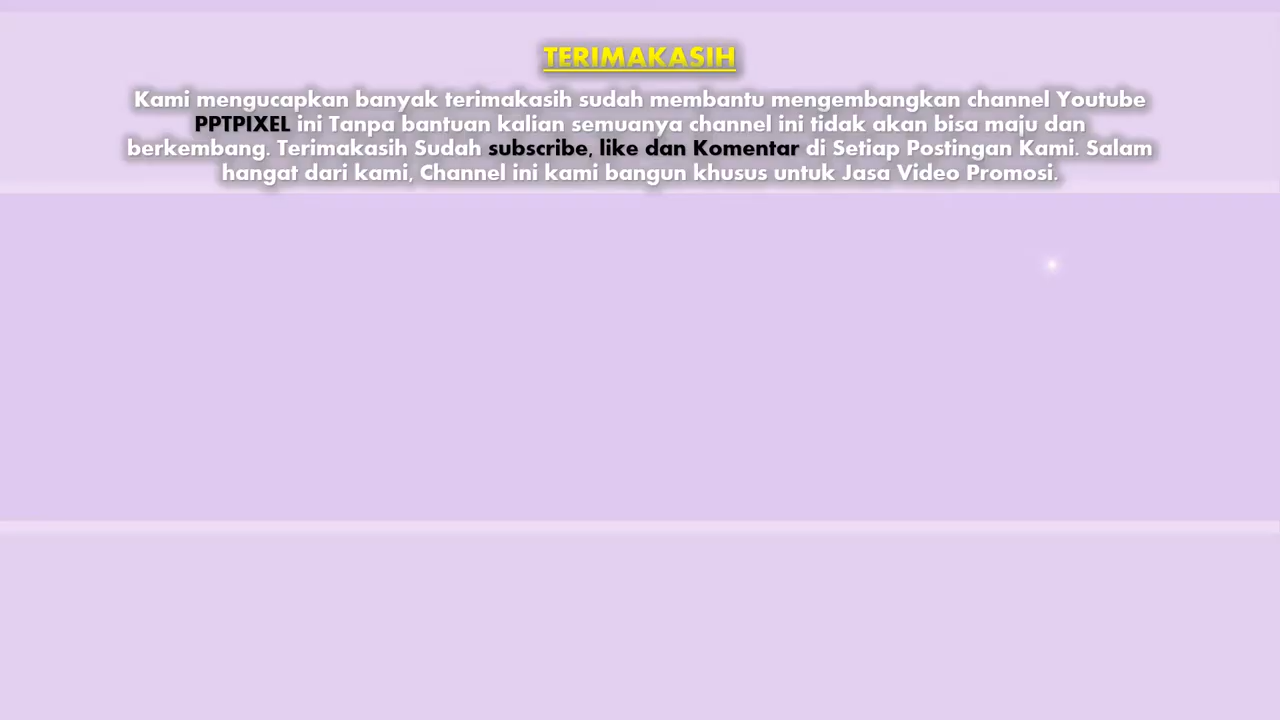 TERIMAKASIH
Kami mengucapkan banyak terimakasih sudah membantu mengembangkan channel Youtube
PPTPIXEL ini Tanpa bantuan kalian semuanya channel ini tidak akan bisa maju dan
berkembang. Terimakasih Sudah subscribe, like dan Komentar di Setiap Postingan Kami. Salam
hangat dari kami, Channel ini kami bangun khusus untuk Jasa Video Promosi.